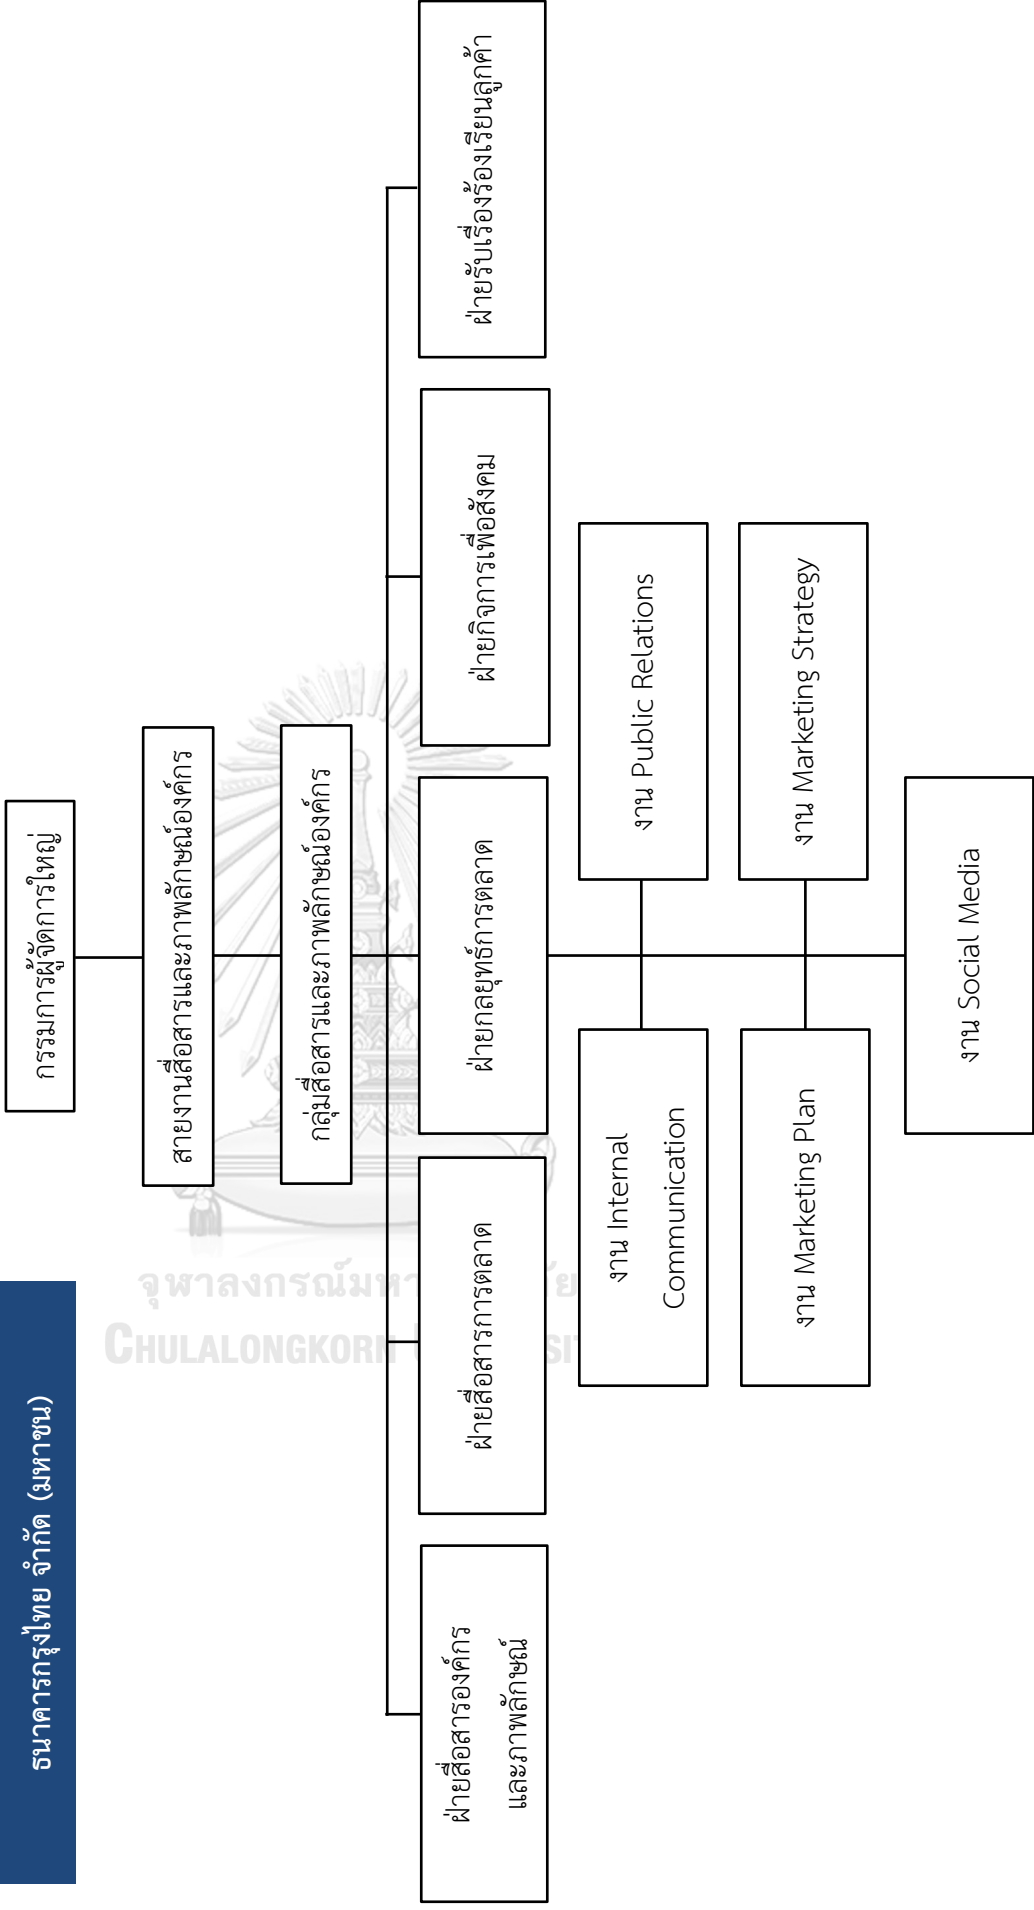 ธนาคารกรุงไทย จำกัด (มหาชน)
กรรมการผู้จัดการใหญ่
สายงานสื่อสารและภาพลักษณ์องค์กร
กลุ่มสื่อสารและภาพลักษณ์องค์กร
ฝ่ายสื่อสารองค์กร
และภาพลักษณ์
ฝ่ายสื่อสารการตลาด
ฝ่ายกลยุทธ์การตลาด
ฝ่ายกิจการเพื่อสังคม
ฝ่ายรับเรื่องร้องเรียนลูกค้า
งาน Internal
Communication
งาน Public Relations
งาน Marketing Plan
งาน Marketing Strategy
งาน Social Media
จุฬาลงกรณ์มหา
CHULALONGKORN